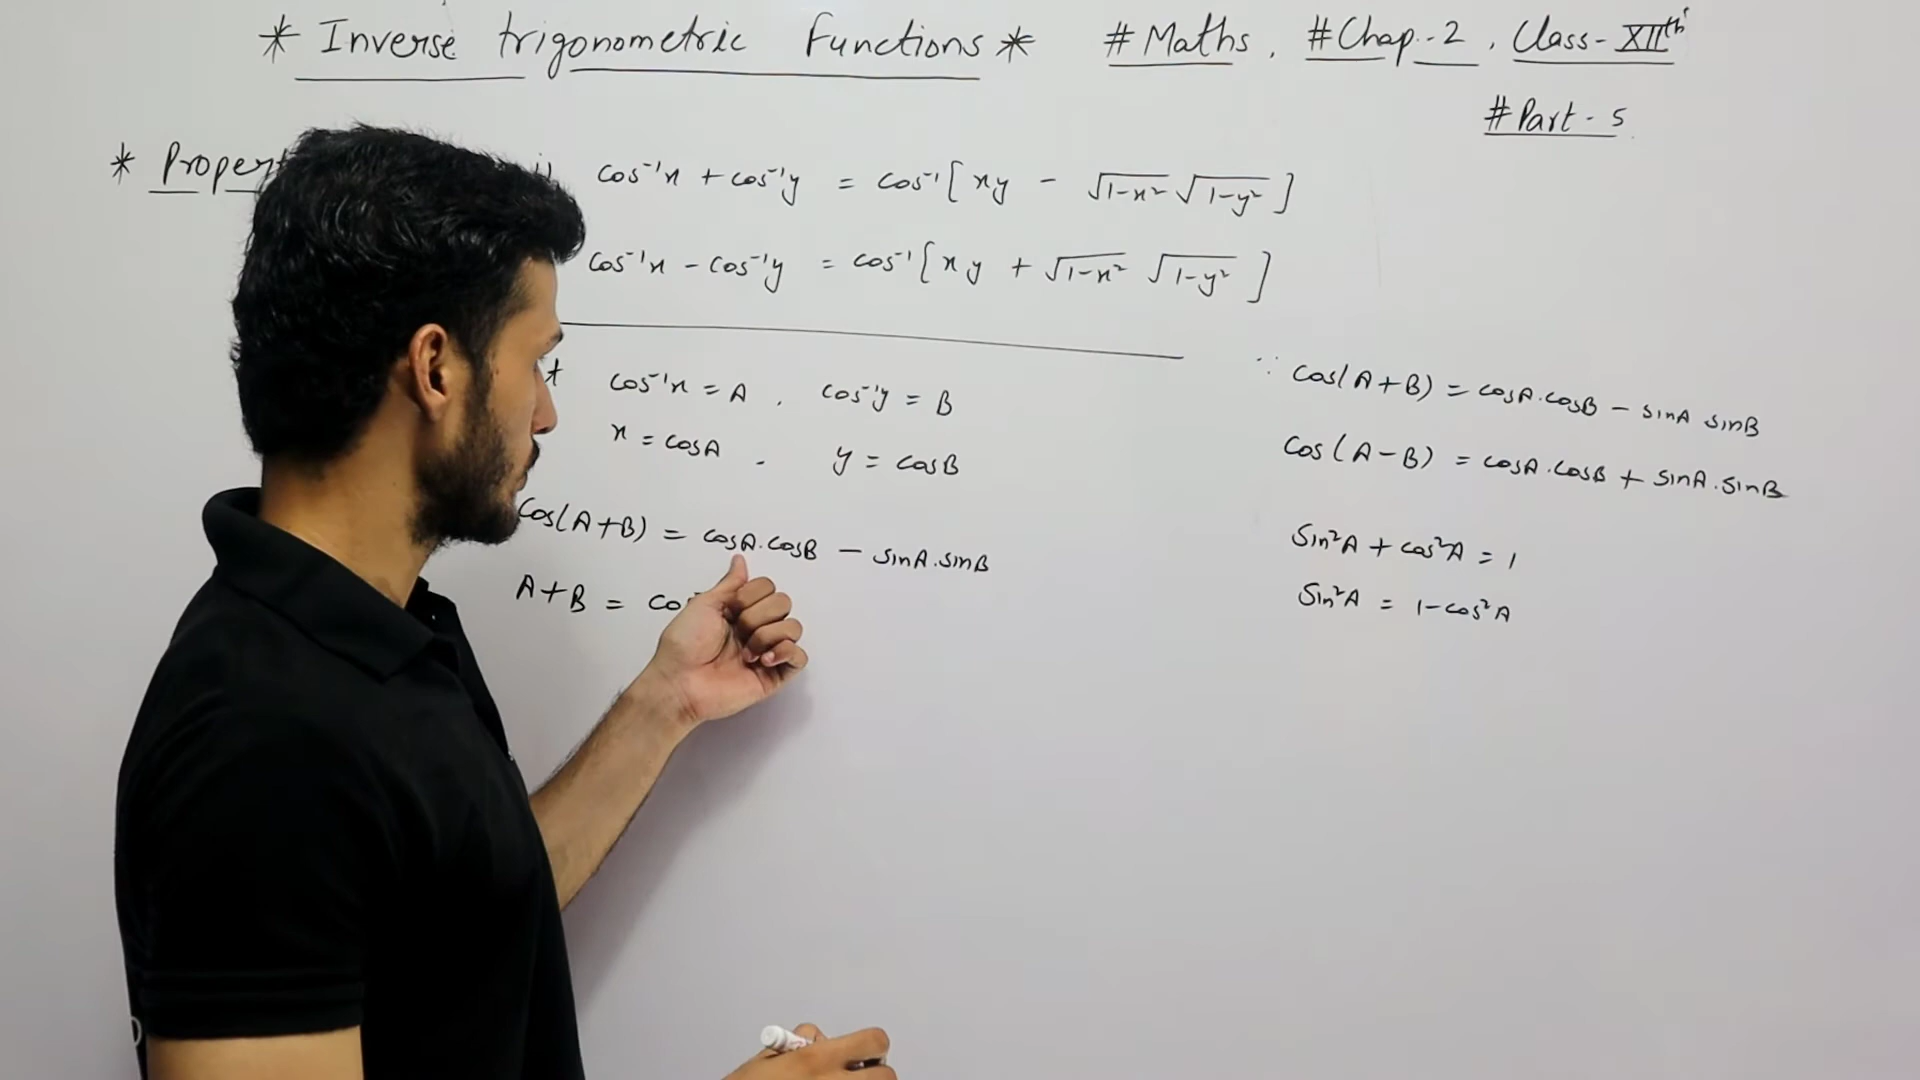 * Inverse trigonometric Functions * #Maths, #Chap.-2, Class-XIIth
#Part-5
*
cos⁻¹x + cos⁻¹y = cos⁻¹[xy - √1-x² √1-y²]
cos⁻¹x - cos⁻¹y = cos⁻¹[xy + √1-x² √1-y²]
cos⁻¹x = A, cos⁻¹y = B
x = cosA, y = cosB
cos(A+B) = cosA.cosB - sinA.sinB
A+B =
∵ cos(A+B) = cosA.cosB - sinA sinB
cos(A-B) = cosA.cosB + sinA.sinB
sin²A + cos²A = 1
sin²A = 1-cos²A